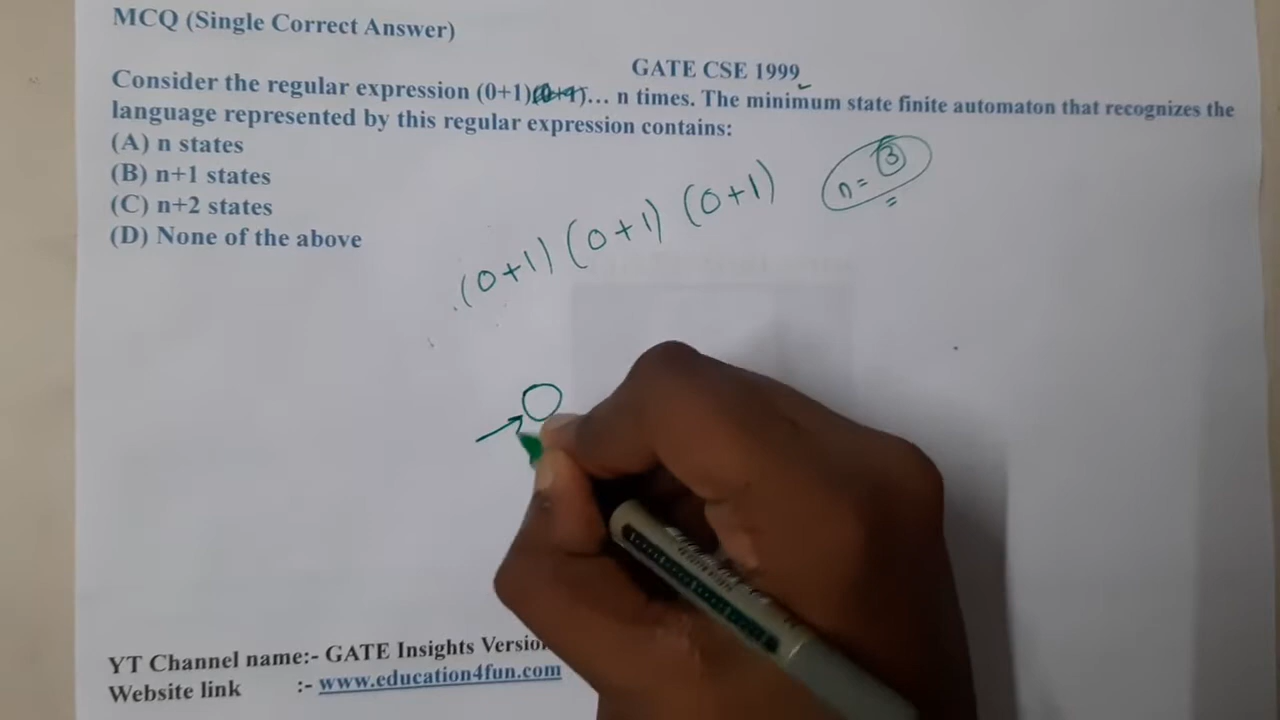 MCQ (Single Correct Answer)
GATE CSE 1999
Consider the regular expression (0+1)(0+1)... n times. The minimum state finite automaton that recognizes the
language represented by this regular expression contains:
(A) n states
(B) n+1 states
(C) n+2 states
(D) None of the above
n = 3
(0+1) (0+1) (0+1)
YT Channel name:- GATE Insights Versio
Website link :- www.education4fun.com